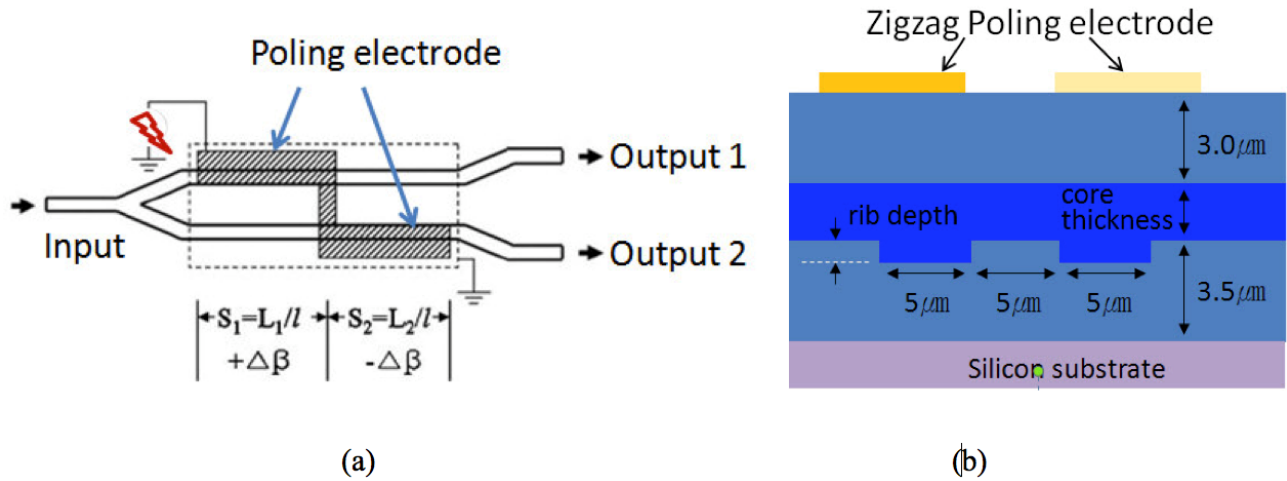 Poling electrode
Output 1
Input
Output 2
S₁=L₁/l
S₂=L₂/l
+△β
-△β
(a)
Zigzag Poling electrode
3.0㎛
rib depth
core
thickness
5㎛
5㎛
5㎛
3.5㎛
Silicon substrate
(b)